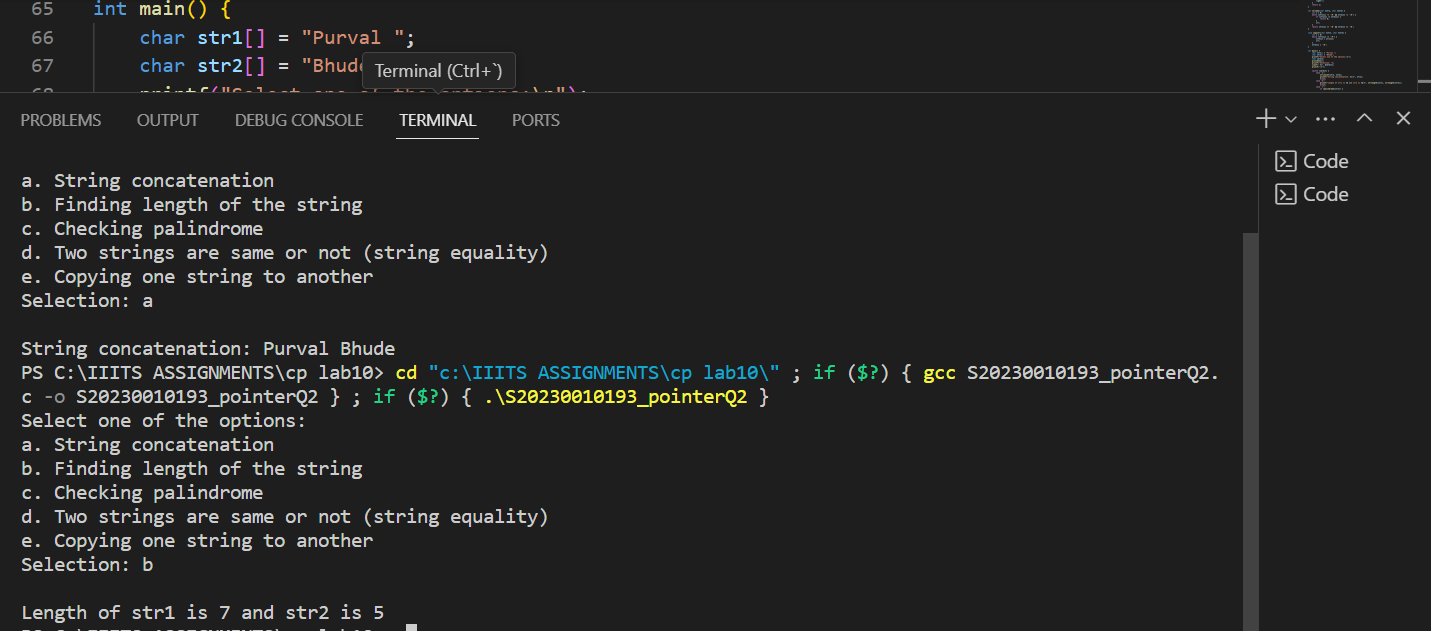 65 int main() {
66 char str1[] = "Purval ";
67 char str2[] = "Bhud
Terminal (Ctrl+`)
PROBLEMS OUTPUT DEBUG CONSOLE TERMINAL PORTS
a. String concatenation
b. Finding length of the string
c. Checking palindrome
d. Two strings are same or not (string equality)
e. Copying one string to another
Selection: a
String concatenation: Purval Bhude
PS C:\IIITS ASSIGNMENTS\cp lab10> cd "c:\IIITS ASSIGNMENTS\cp lab10\" ; if ($?) { gcc S20230010193_pointerQ2.
c -o S20230010193_pointerQ2 } ; if ($?) { .\S20230010193_pointerQ2 }
Select one of the options:
a. String concatenation
b. Finding length of the string
c. Checking palindrome
d. Two strings are same or not (string equality)
e. Copying one string to another
Selection: b
Length of str1 is 7 and str2 is 5
Code
Code